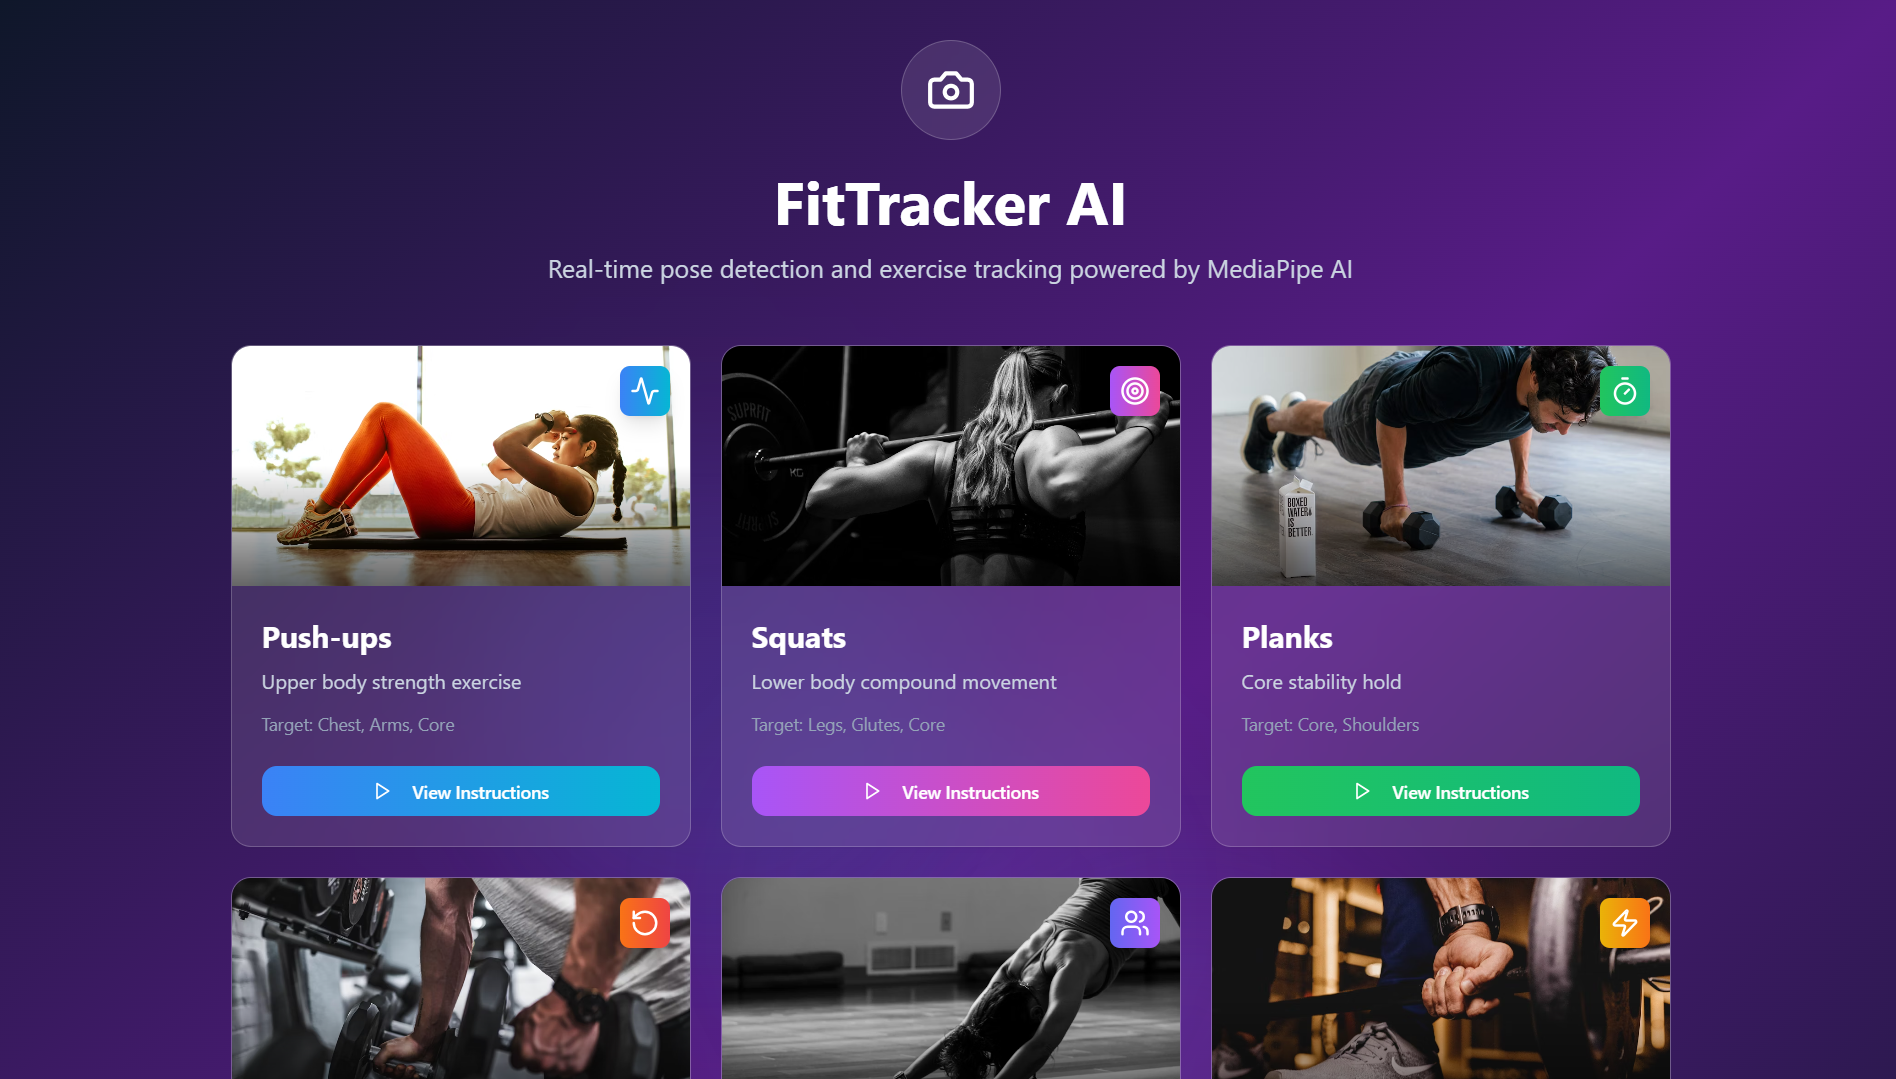 FitTracker AI
Real-time pose detection and exercise tracking powered by MediaPipe AI
SUPRFIT
KG
BOXED
WATER
IS
BETTER.
Push-ups
Upper body strength exercise
Target: Chest, Arms, Core
View Instructions
Squats
Lower body compound movement
Target: Legs, Glutes, Core
View Instructions
Planks
Core stability hold
Target: Core, Shoulders
View Instructions